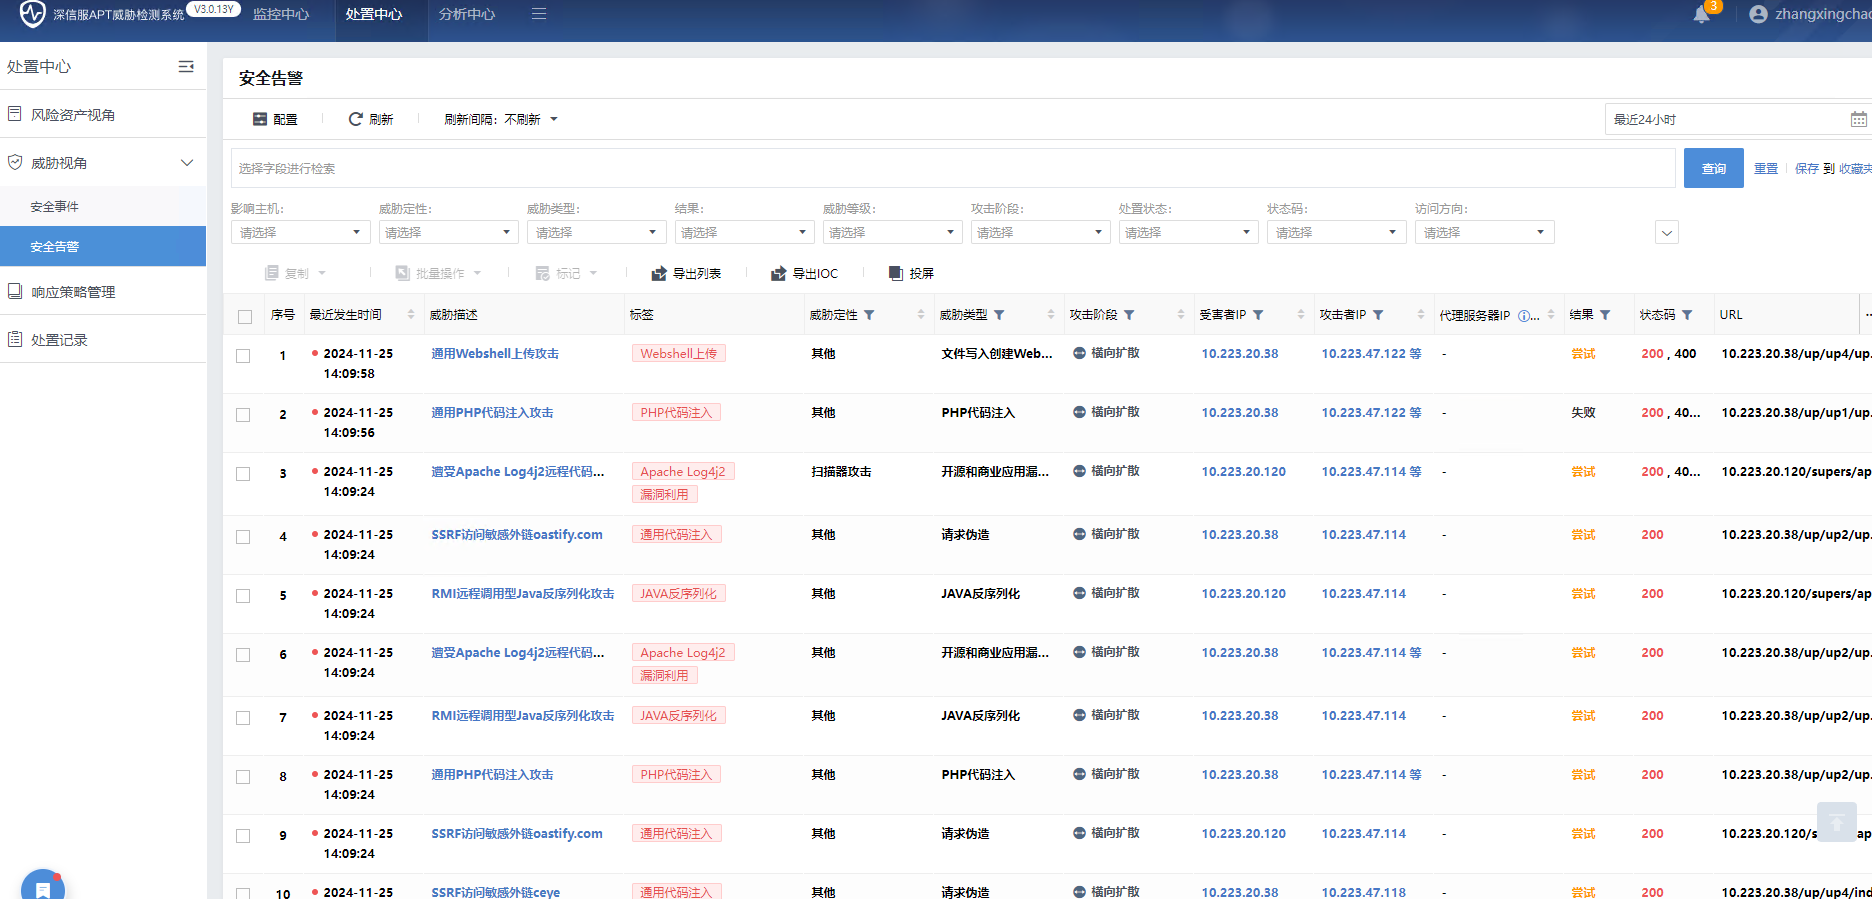 深信服APT威胁检测系统 V3.0.13Y 监控中心 处置中心 分析中心 3 zhangxingchao
处置中心
风险资产视角
威胁视角
安全事件
安全告警
响应策略管理
处置记录
安全告警
配置 刷新 刷新间隔：不刷新 最近24小时
选择字段进行检索 查询 重置 保存 到 收藏夹
影响主机： 威胁定性： 威胁类型： 结果： 威胁等级： 攻击阶段： 处置状态： 状态码： 访问方向：
请选择 请选择 请选择 请选择 请选择 请选择 请选择 请选择 请选择
复制 批量操作 标记 导出列表 导出IOC 投屏
序号 最近发生时间 威胁描述 标签 威胁定性 威胁类型 攻击阶段 受害者IP 攻击者IP 代理服务器IP ... 结果 状态码 URL
1 2024-11-25 通用Webshell上传攻击 Webshell上传 其他 文件写入创建Web... 横向扩散 10.223.20.38 10.223.47.122 等 - 尝试 200 , 400 10.223.20.38/up/up4/up.
14:09:58
2 2024-11-25 通用PHP代码注入攻击 PHP代码注入 其他 PHP代码注入 横向扩散 10.223.20.38 10.223.47.122 等 - 失败 200 , 40... 10.223.20.38/up/up1/up.
14:09:56
3 2024-11-25 遭受Apache Log4j2远程代码... Apache Log4j2 扫描器攻击 开源和商业应用漏... 横向扩散 10.223.20.120 10.223.47.114 等 - 尝试 200 , 40... 10.223.20.120/supers/ap
14:09:24 漏洞利用
4 2024-11-25 SSRF访问敏感外链oastify.com 通用代码注入 其他 请求伪造 横向扩散 10.223.20.38 10.223.47.114 - 尝试 200 10.223.20.38/up/up2/up.
14:09:24
5 2024-11-25 RMI远程调用型Java反序列化攻击 JAVA反序列化 其他 JAVA反序列化 横向扩散 10.223.20.120 10.223.47.114 - 尝试 200 10.223.20.120/supers/ap
14:09:24
6 2024-11-25 遭受Apache Log4j2远程代码... Apache Log4j2 其他 开源和商业应用漏... 横向扩散 10.223.20.38 10.223.47.114 等 - 尝试 200 10.223.20.38/up/up2/up.
14:09:24 漏洞利用
7 2024-11-25 RMI远程调用型Java反序列化攻击 JAVA反序列化 其他 JAVA反序列化 横向扩散 10.223.20.38 10.223.47.114 - 尝试 200 10.223.20.38/up/up2/up.
14:09:24
8 2024-11-25 通用PHP代码注入攻击 PHP代码注入 其他 PHP代码注入 横向扩散 10.223.20.38 10.223.47.114 等 - 尝试 200 10.223.20.38/up/up2/up.
14:09:24
9 2024-11-25 SSRF访问敏感外链oastify.com 通用代码注入 其他 请求伪造 横向扩散 10.223.20.120 10.223.47.114 - 尝试 200 10.223.20.120/s ap
14:09:24
10 2024-11-25 SSRF访问敏感外链ceye 通用代码注入 其他 请求伪造 横向扩散 10.223.20.38 10.223.47.118 - 尝试 200 10.223.20.38/up/up4/ind